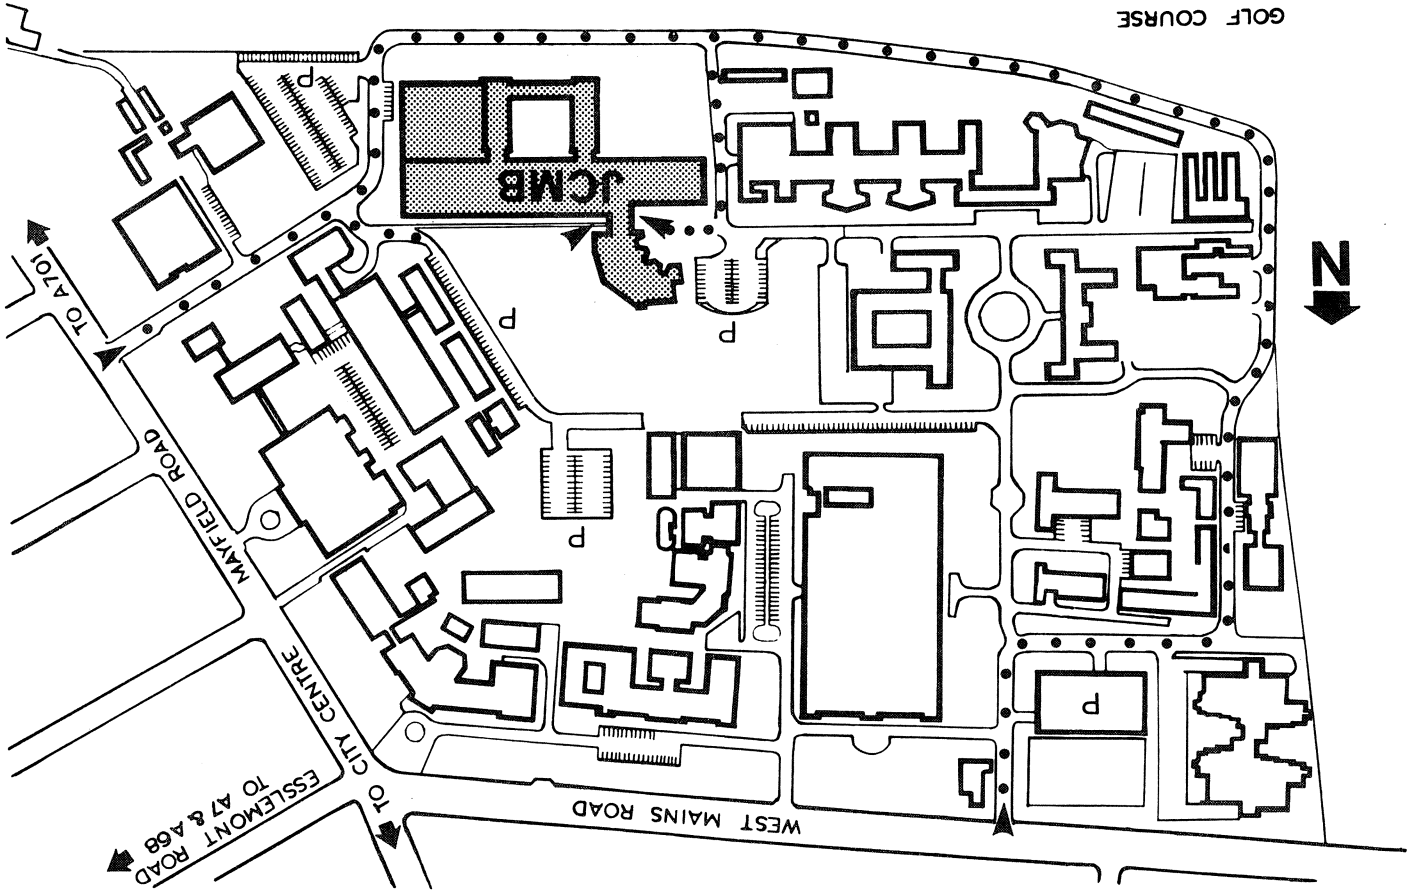 ESSLEMONT ROAD
TO A7 & A68
WEST MAINS ROAD
TO CITY CENTRE
P
MAYFIELD ROAD
P
P
P
TO A701
N
JCMB
P
GOLF COURSE